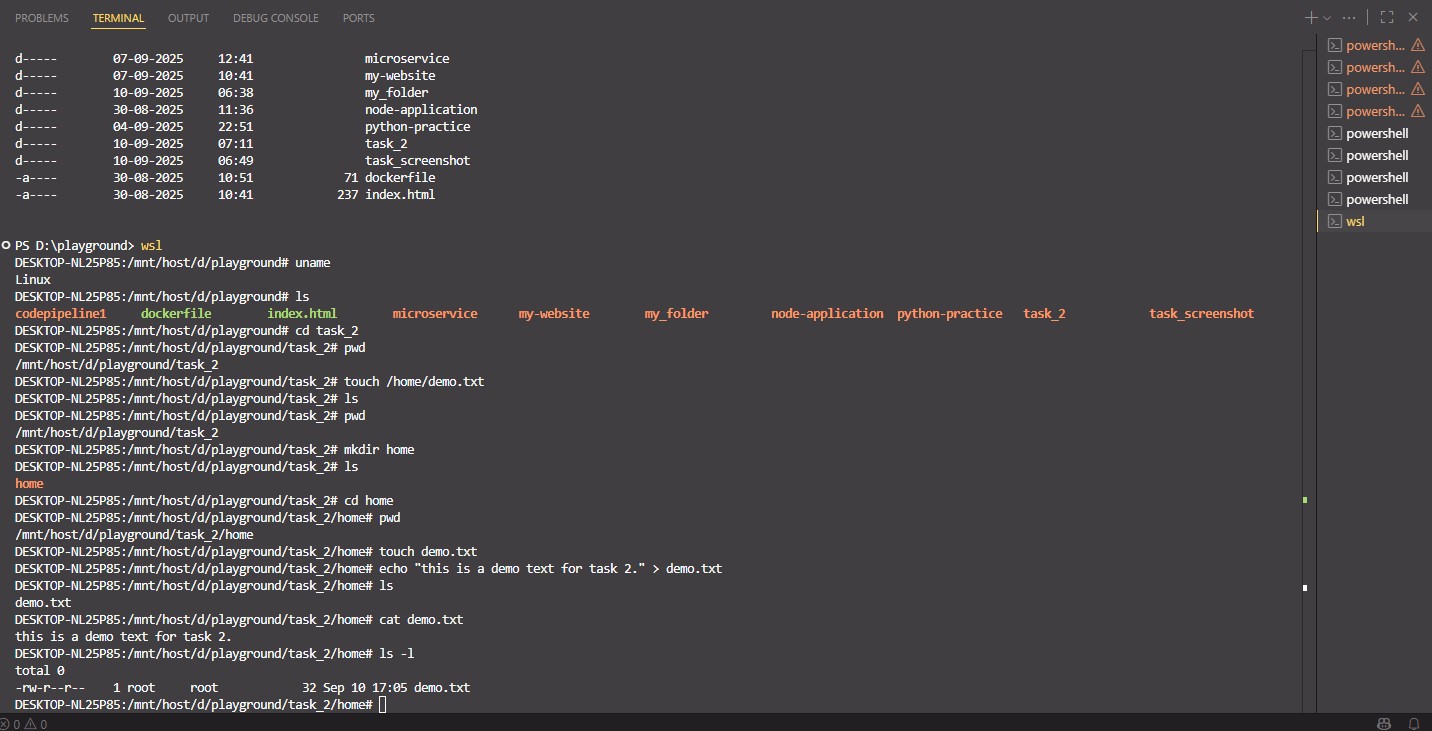 PROBLEMS TERMINAL OUTPUT DEBUG CONSOLE PORTS
d----- 07-09-2025 12:41 microservice
d----- 07-09-2025 10:41 my-website
d----- 10-09-2025 06:38 my_folder
d----- 30-08-2025 11:36 node-application
d----- 04-09-2025 22:51 python-practice
d----- 10-09-2025 07:11 task_2
d----- 10-09-2025 06:49 task_screenshot
-a---- 30-08-2025 10:51 71 dockerfile
-a---- 30-08-2025 10:41 237 index.html
PS D:\playground> wsl
DESKTOP-NL25P85:/mnt/host/d/playground# uname
Linux
DESKTOP-NL25P85:/mnt/host/d/playground# ls
codepipeline1 dockerfile index.html microservice my-website my_folder node-application python-practice task_2 task_screenshot
DESKTOP-NL25P85:/mnt/host/d/playground# cd task_2
DESKTOP-NL25P85:/mnt/host/d/playground/task_2# pwd
/mnt/host/d/playground/task_2
DESKTOP-NL25P85:/mnt/host/d/playground/task_2# touch /home/demo.txt
DESKTOP-NL25P85:/mnt/host/d/playground/task_2# ls
DESKTOP-NL25P85:/mnt/host/d/playground/task_2# pwd
/mnt/host/d/playground/task_2
DESKTOP-NL25P85:/mnt/host/d/playground/task_2# mkdir home
DESKTOP-NL25P85:/mnt/host/d/playground/task_2# ls
home
DESKTOP-NL25P85:/mnt/host/d/playground/task_2# cd home
DESKTOP-NL25P85:/mnt/host/d/playground/task_2/home# pwd
/mnt/host/d/playground/task_2/home
DESKTOP-NL25P85:/mnt/host/d/playground/task_2/home# touch demo.txt
DESKTOP-NL25P85:/mnt/host/d/playground/task_2/home# echo "this is a demo text for task 2." > demo.txt
DESKTOP-NL25P85:/mnt/host/d/playground/task_2/home# ls
demo.txt
DESKTOP-NL25P85:/mnt/host/d/playground/task_2/home# cat demo.txt
this is a demo text for task 2.
DESKTOP-NL25P85:/mnt/host/d/playground/task_2/home# ls -l
total 0
-rw-r--r-- 1 root root 32 Sep 10 17:05 demo.txt
DESKTOP-NL25P85:/mnt/host/d/playground/task_2/home#
powersh...
powersh...
powersh...
powersh...
powershell
powershell
powershell
powershell
wsl
0 0